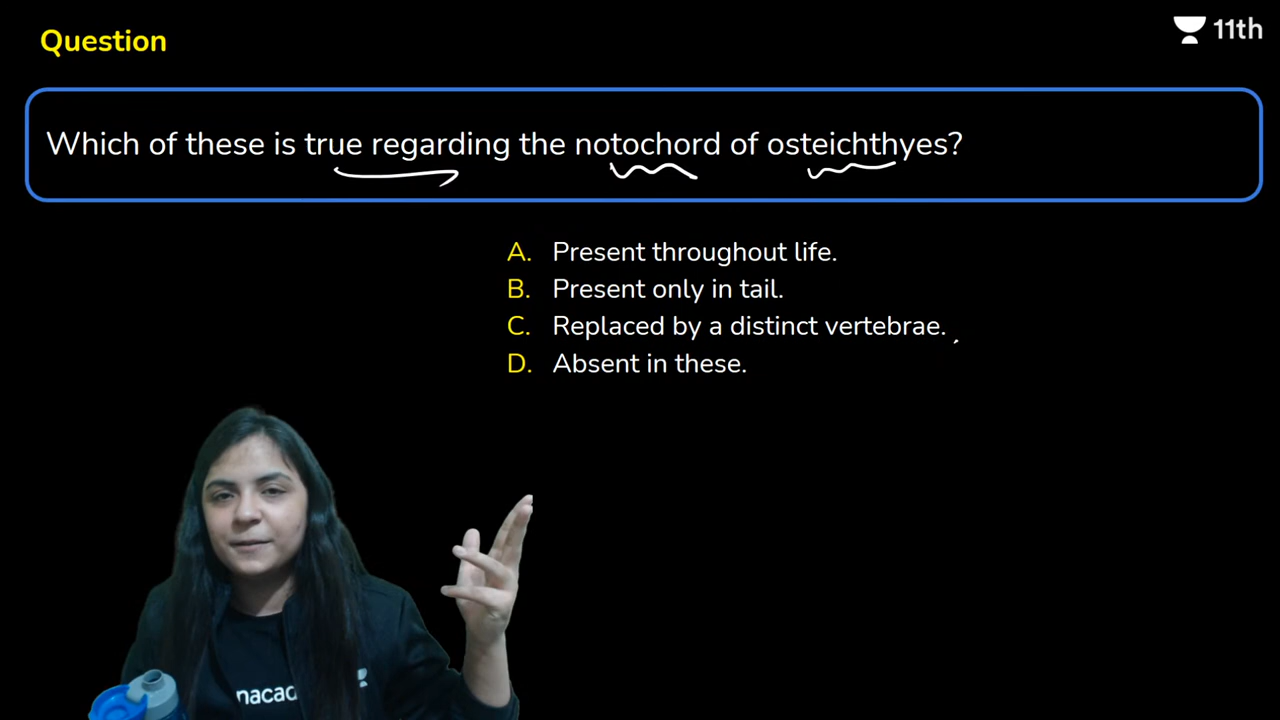 Question
11th
Which of these is true regarding the notochord of osteichthyes?
A. Present throughout life.
B. Present only in tail.
C. Replaced by a distinct vertebrae.
D. Absent in these.
nacad